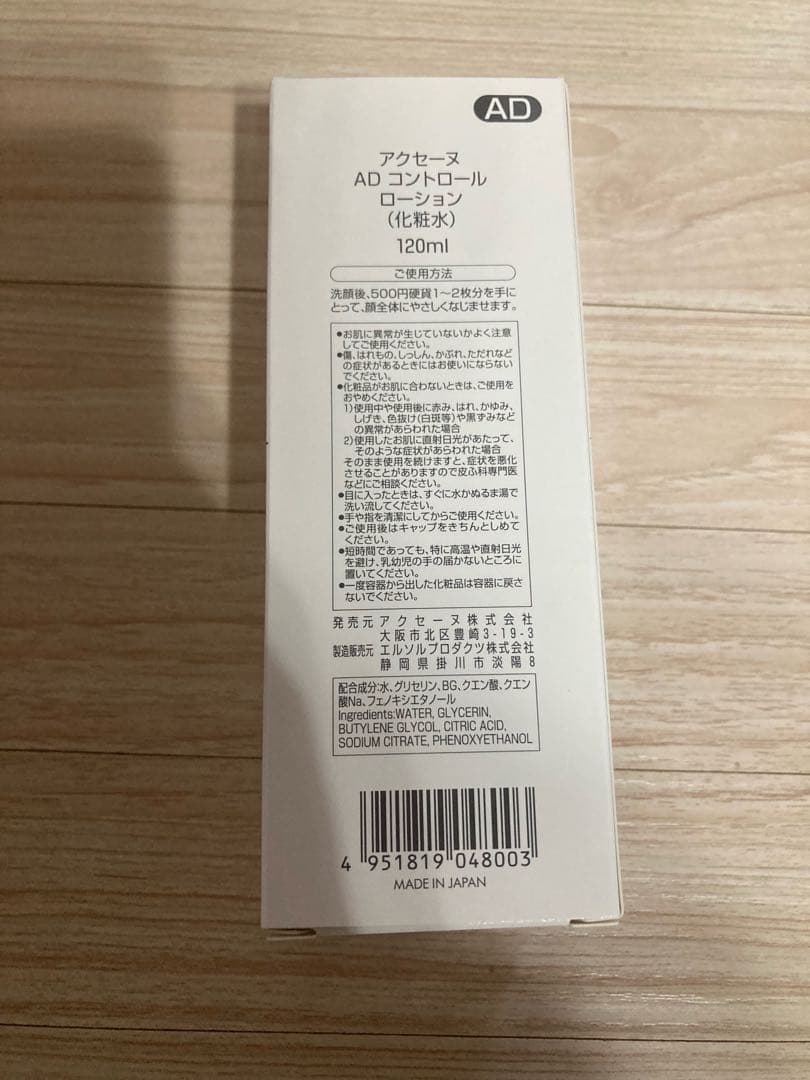 AD
アクセーヌ
AD コントロール
ローション
(化粧水)
120ml
ご使用方法
洗顔後、500円硬貨1〜2枚分を手に
とって、顔全体にやさしくなじませます。
●お肌に異常が生じていないかよく注意
してご使用ください。
●傷、はれもの、しっしん、かぶれ、ただれなど
の症状があるときにはお使いにならない
でください。
●化粧品がお肌に合わないときは、ご使用を
おやめください。
1)使用中や使用後に赤み、はれ、かゆみ、
しげき、色抜け(白斑等)や黒ずみなど
の異常があらわれた場合
2)使用したお肌に直射日光があたって、
そのような症状があらわれた場合
そのまま使用を続けますと、症状を悪化
させることがありますので皮ふ科専門医
などにご相談ください。
●目に入ったときは、すぐに水かぬるま湯で
洗い流してください。
●手や指を清潔にしてからご使用ください。
●ご使用後はキャップをきちんとしめて
ください。
●短時間であっても、特に高温や直射日光
を避け、乳幼児の手の届かないところに
置いてください。
●一度容器から出した化粧品は容器に戻さ
ないでください。
発売元 アクセーヌ株式会社
大阪市北区豊崎3-19-3
製造販売元 エルソルプロダクツ株式会社
静岡県掛川市淡陽8
配合成分:水、グリセリン、BG、クエン酸、クエン
酸Na、フェノキシエタノール
Ingredients:WATER, GLYCERIN,
BUTYLENE GLYCOL, CITRIC ACID,
SODIUM CITRATE, PHENOXYETHANOL
4 951819 048003
MADE IN JAPAN